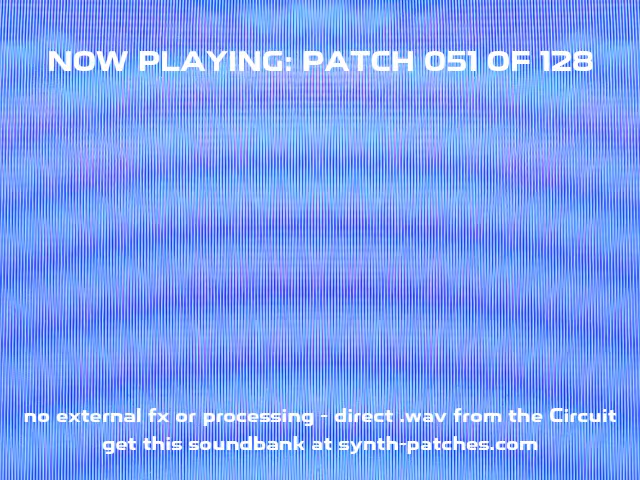 NOW PLAYING: PATCH 051 OF 128
no external fx or processing - direct .wav from the Circuit
get this soundbank at synth-patches.com